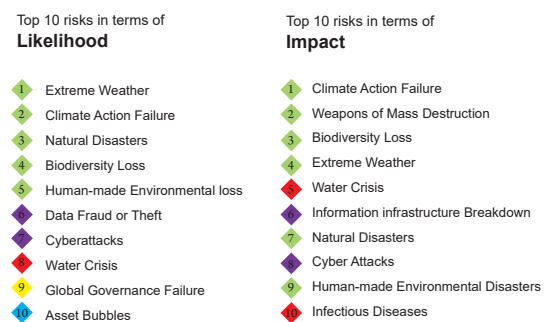 Top 10 risks in terms of
Likelihood
1 Extreme Weather
2 Climate Action Failure
3 Natural Disasters
4 Biodiversity Loss
5 Human-made Environmental loss
6 Data Fraud or Theft
7 Cyberattacks
8 Water Crisis
9 Global Governance Failure
10 Asset Bubbles
Top 10 risks in terms of
Impact
1 Climate Action Failure
2 Weapons of Mass Destruction
3 Biodiversity Loss
4 Extreme Weather
5 Water Crisis
6 Information infrastructure Breakdown
7 Natural Disasters
8 Cyber Attacks
9 Human-made Environmental Disasters
10 Infectious Diseases